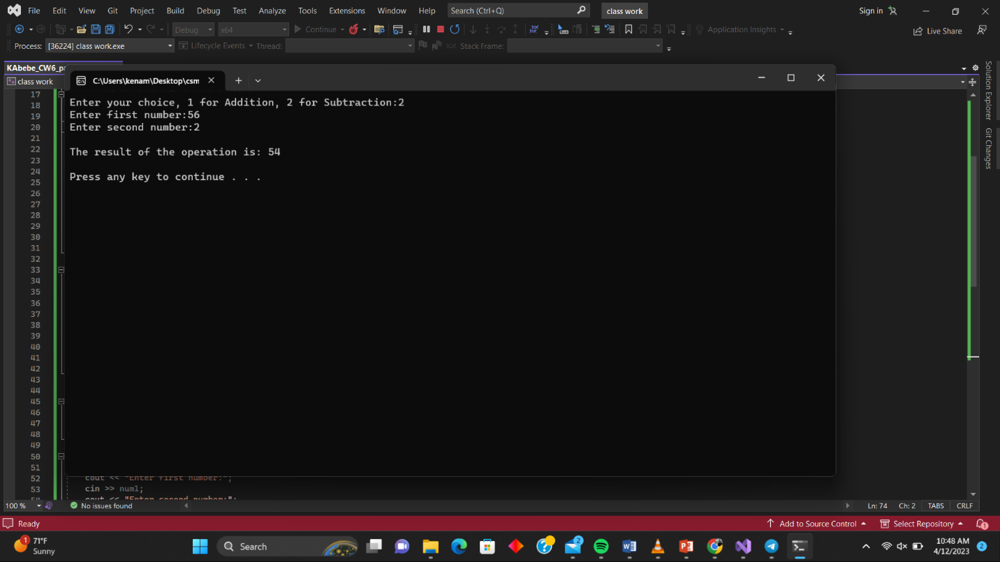 File Edit View Git Project Build Debug Test Analyze Tools Extensions Window Help Search (Ctrl+Q) class work Sign in
Debug x64 Continue Application Insights Live Share
Process: [36224] class work.exe Lifecycle Events Thread: Stack Frame:
KAbebe_CW6_pa
class work
C:\Users\kenam\Desktop\csm
Enter your choice, 1 for Addition, 2 for Subtraction:2
Enter first number:56
Enter second number:2
The result of the operation is: 54
Press any key to continue . . .
17
18
19
20
21
22
23
24
25
26
27
28
29
30
31
32
33
34
35
36
37
38
39
40
41
42
43
44
45
46
47
48
49
50
51
52 cout << "Enter first number:";
53 cin >> num1;
54 cout << "Enter second number:";
Solution Explorer
Git Changes
100 % No issues found Ln: 74 Ch: 2 TABS CRLF
Ready Add to Source Control Select Repository 1
1 71°F
Sunny
Search
2
10:48 AM
4/12/2023
2